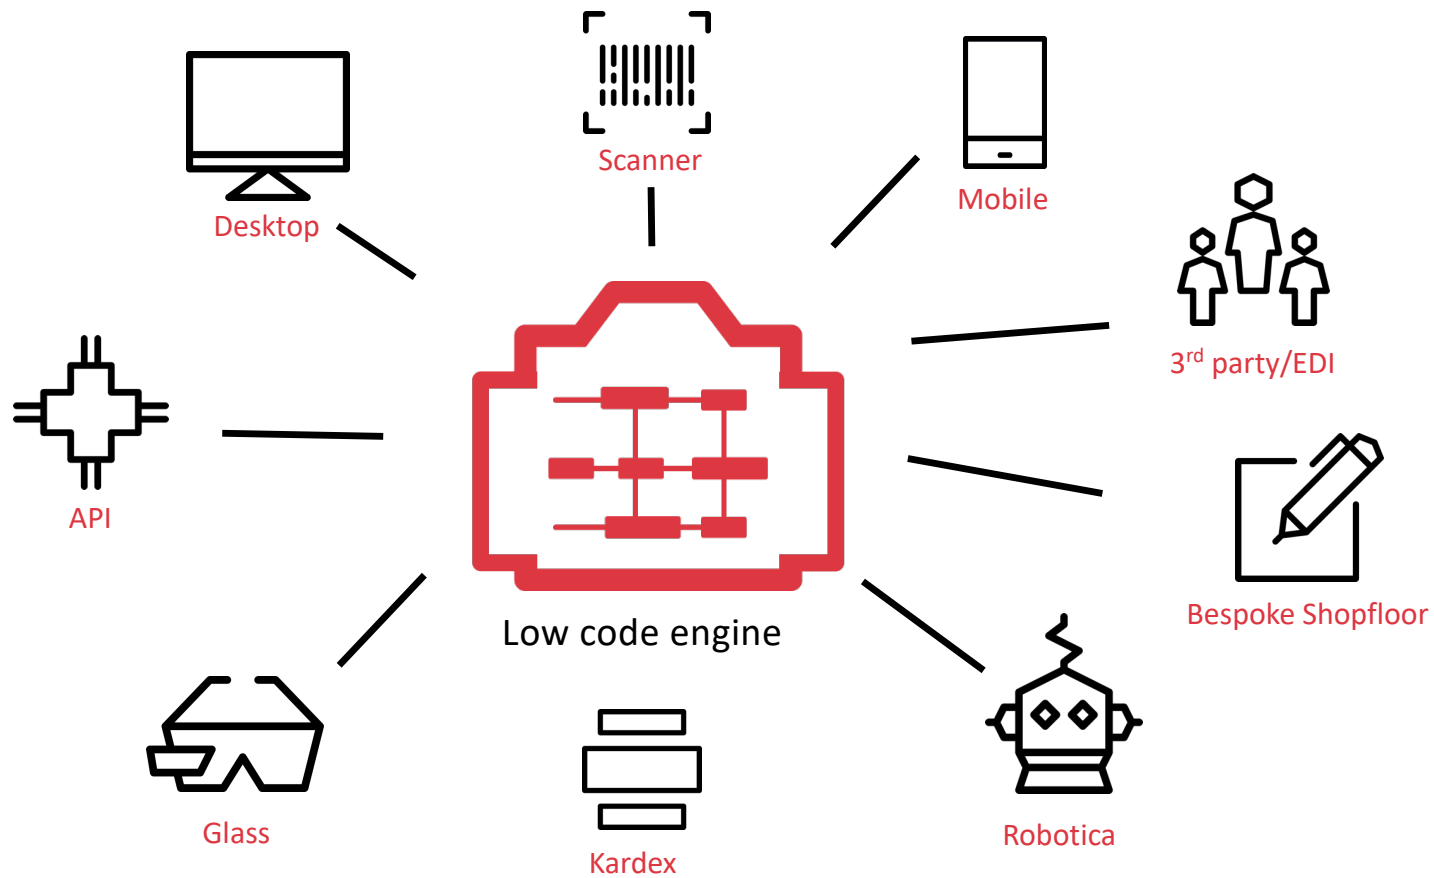 Scanner
Mobile
Desktop
3rd party/EDI
API
Bespoke Shopfloor
Low code engine
Glass
Robotica
Kardex